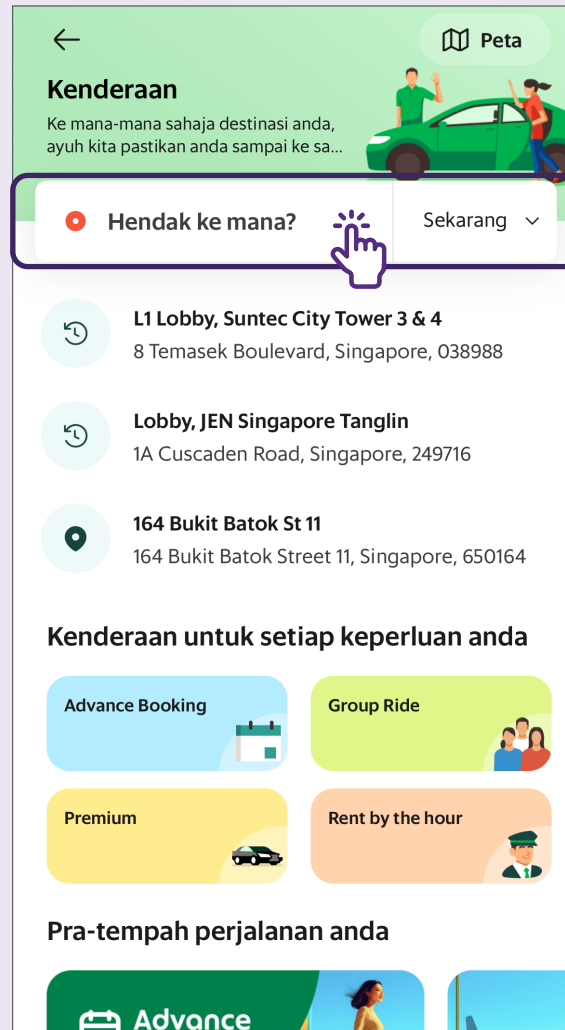 Peta
Kenderaan
Ke mana-mana sahaja destinasi anda,
ayuh kita pastikan anda sampai ke sa...
Hendak ke mana?
Sekarang
L1 Lobby, Suntec City Tower 3 & 4
8 Temasek Boulevard, Singapore, 038988
Lobby, JEN Singapore Tanglin
1A Cuscaden Road, Singapore, 249716
164 Bukit Batok St 11
164 Bukit Batok Street 11, Singapore, 650164
Kenderaan untuk setiap keperluan anda
Advance Booking
Group Ride
Premium
Rent by the hour
Pra-tempah perjalanan anda
Advance